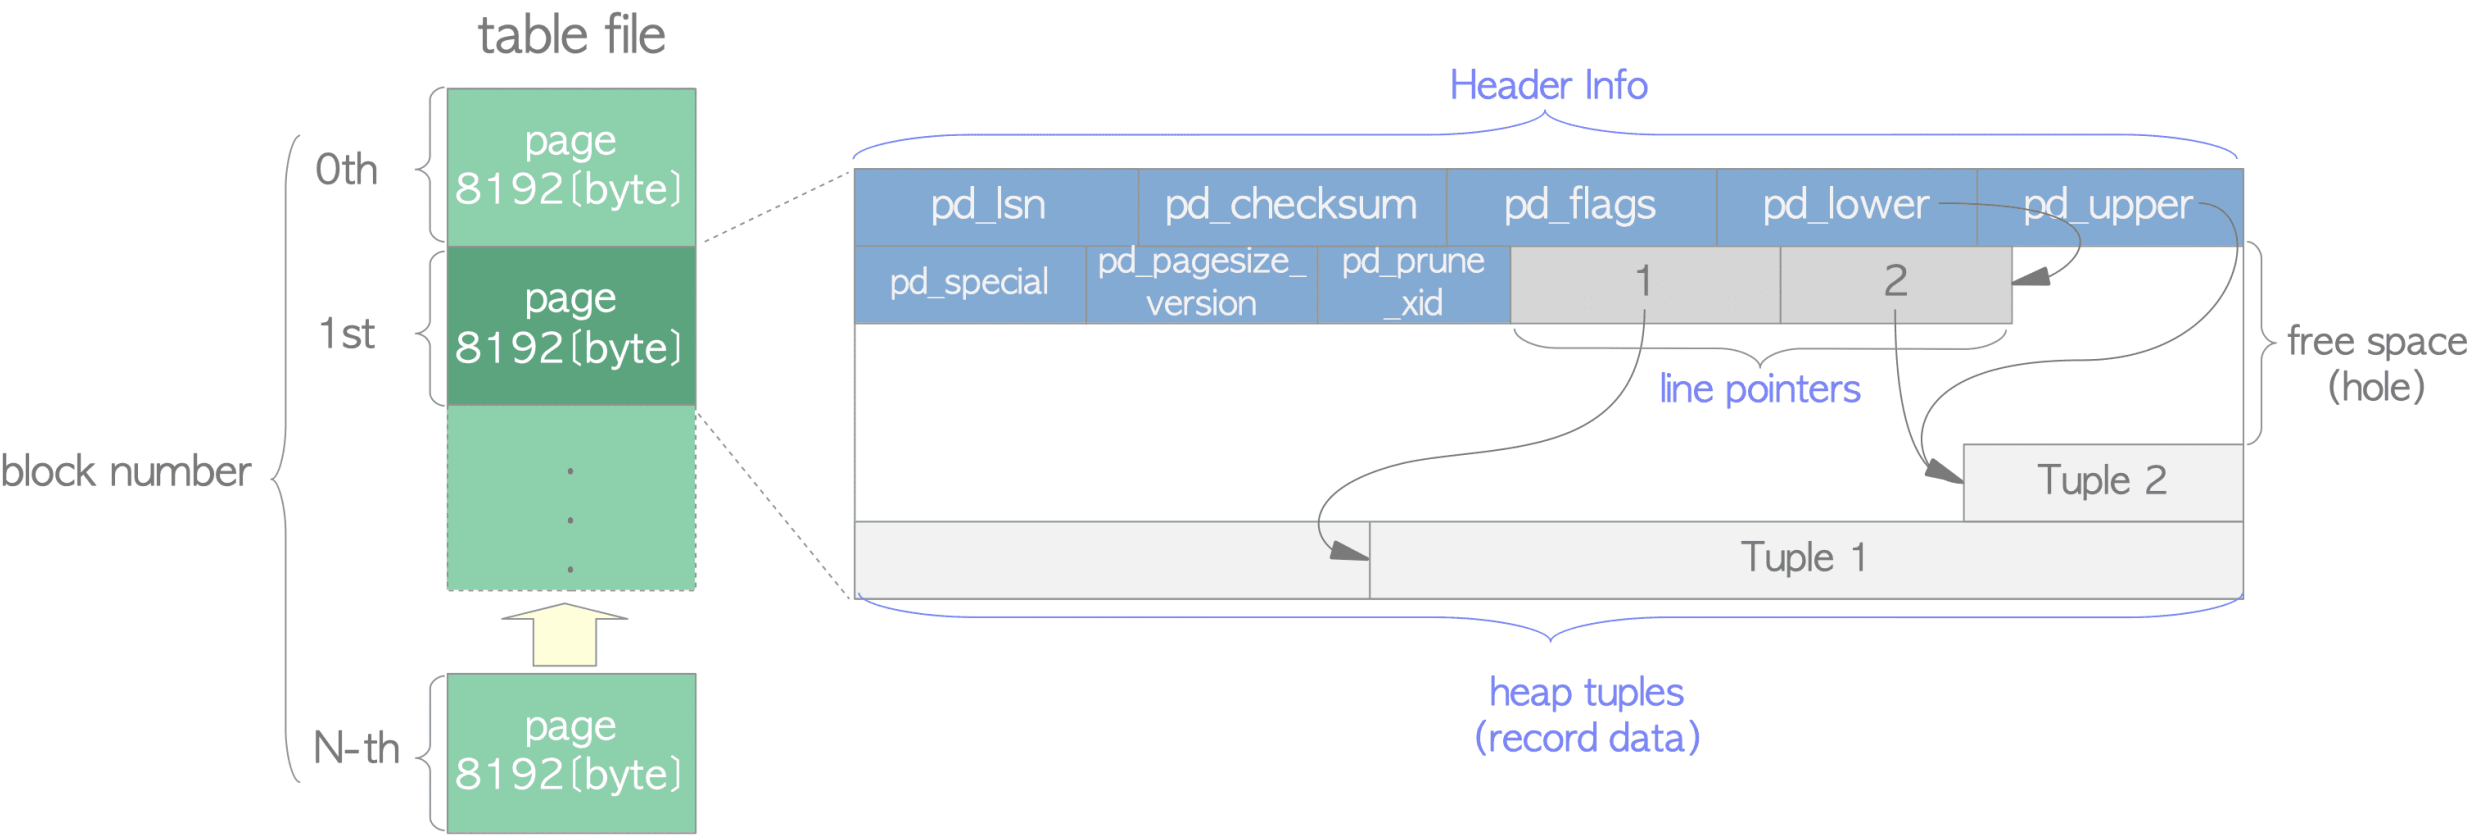 table file
block number
0th
page
8192[byte]
1st
page
8192[byte]
N-th
page
8192[byte]
Header Info
pd_lsn
pd_checksum
pd_flags
pd_lower
pd_upper
pd_special
pd_pagesize_
version
pd_prune
_xid
1
2
line pointers
free space
(hole)
Tuple 2
Tuple 1
heap tuples
(record data)